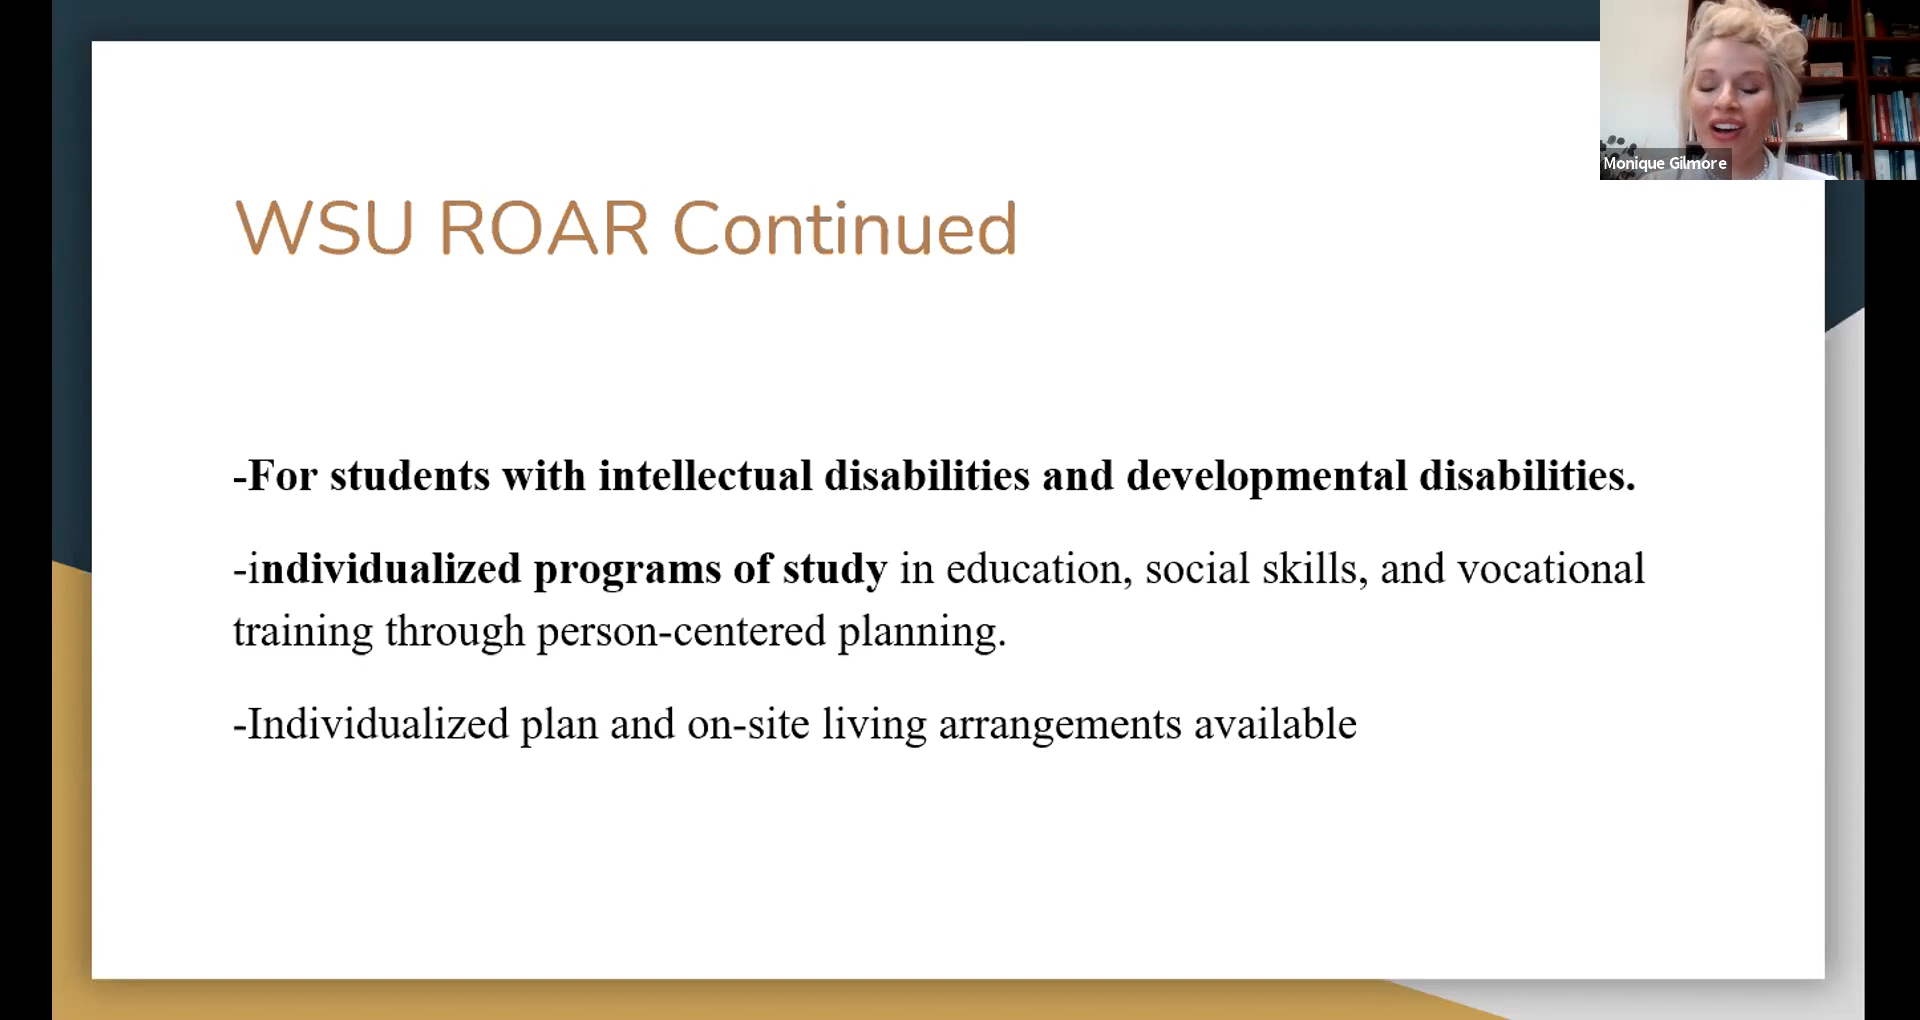 Monique Gilmore
WSU ROAR Continued
-For students with intellectual disabilities and developmental disabilities.
-individualized programs of study in education, social skills, and vocational
training through person-centered planning.
-Individualized plan and on-site living arrangements available